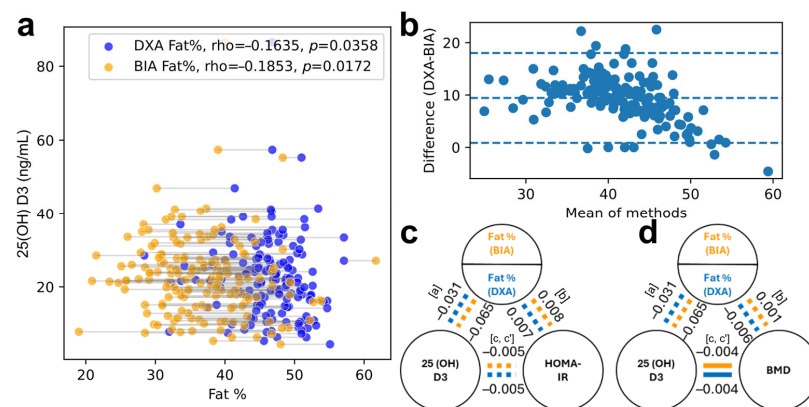 a
DXA Fat%, rho=–0.1635, p=0.0358
BIA Fat%, rho=–0.1853, p=0.0172
25(OH) D3 (ng/mL)
80
60
40
20
20
30
40
50
60
Fat %
b
Difference (DXA-BIA)
20
10
0
30
40
50
60
Mean of methods
c
Fat %
(BIA)
Fat %
(DXA)
[a]
–0.031
–0.065
[b]
0.008
0.007
[c, c']
–0.005
–0.005
25 (OH)
D3
HOMA-
IR
d
Fat %
(BIA)
Fat %
(DXA)
[a]
–0.031
–0.065
[b]
0.001
–0.006
[c, c']
–0.004
–0.004
25 (OH)
D3
BMD